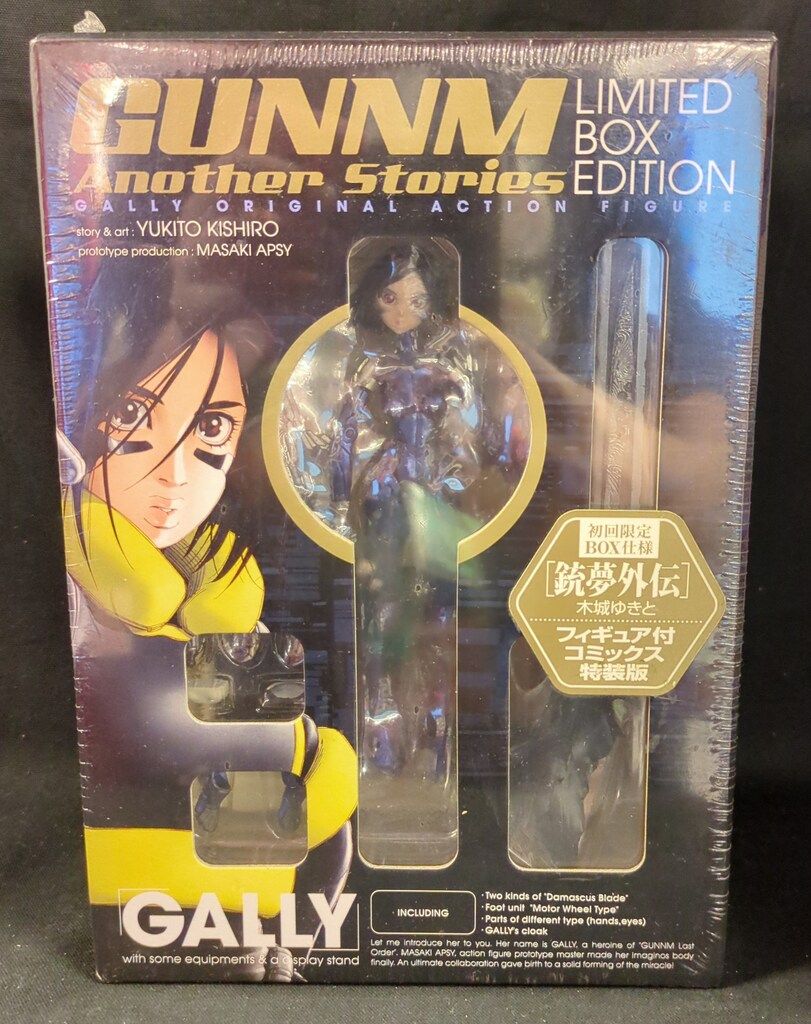 GUNNM
Another Stories
LIMITED
BOX
EDITION
GALLY ORIGINAL ACTION FIGURE
story & art : YUKITO KISHIRO
prototype production : MASAKI APSY
初回限定
BOX仕様
［銃夢外伝］
木城ゆきと
フィギュア付
コミックス
特装版
GALLY
with some equipments & a display stand
INCLUDING
・Two kinds of "Damascus Blade"
・Foot unit "Motor Wheel Type"
・Parts of different type (hands,eyes)
・GALLY's cloak
Let me introduce her to you. Her name is GALLY, a heroine of "GUNNM Last
Order". MASAKI APSY, action figure prototype master made her imaginos body
finally. An ultimate collaboration gave birth to a solid forming of the miracle!